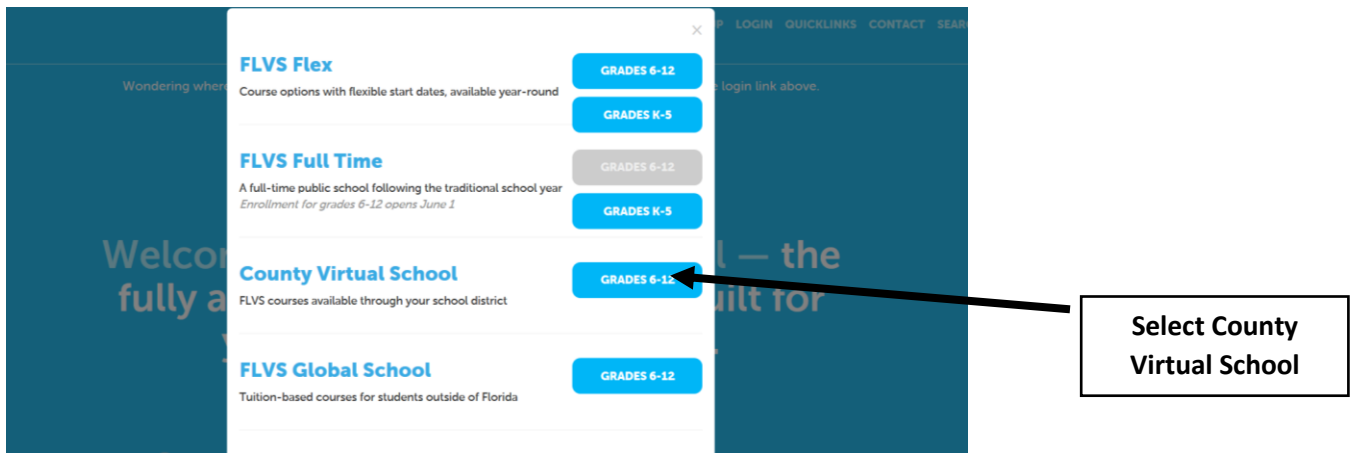 LOGIN QUICKLINKS CONTACT
×
FLVS Flex
GRADES 6-12
Wondering
Course options with flexible start dates, available year-round
login link above.
GRADES K-5
FLVS Full Time
GRADES 6-12
A full-time public school following the traditional school year
Enrollment for grades 6-12 opens June 1
GRADES K-5
— the
County Virtual School
GRADES 6-12
fully
for
FLVS courses available through your school district
Select County
Virtual School
FLVS Global School
GRADES 6-12
Tuition-based courses for students outside of Florida